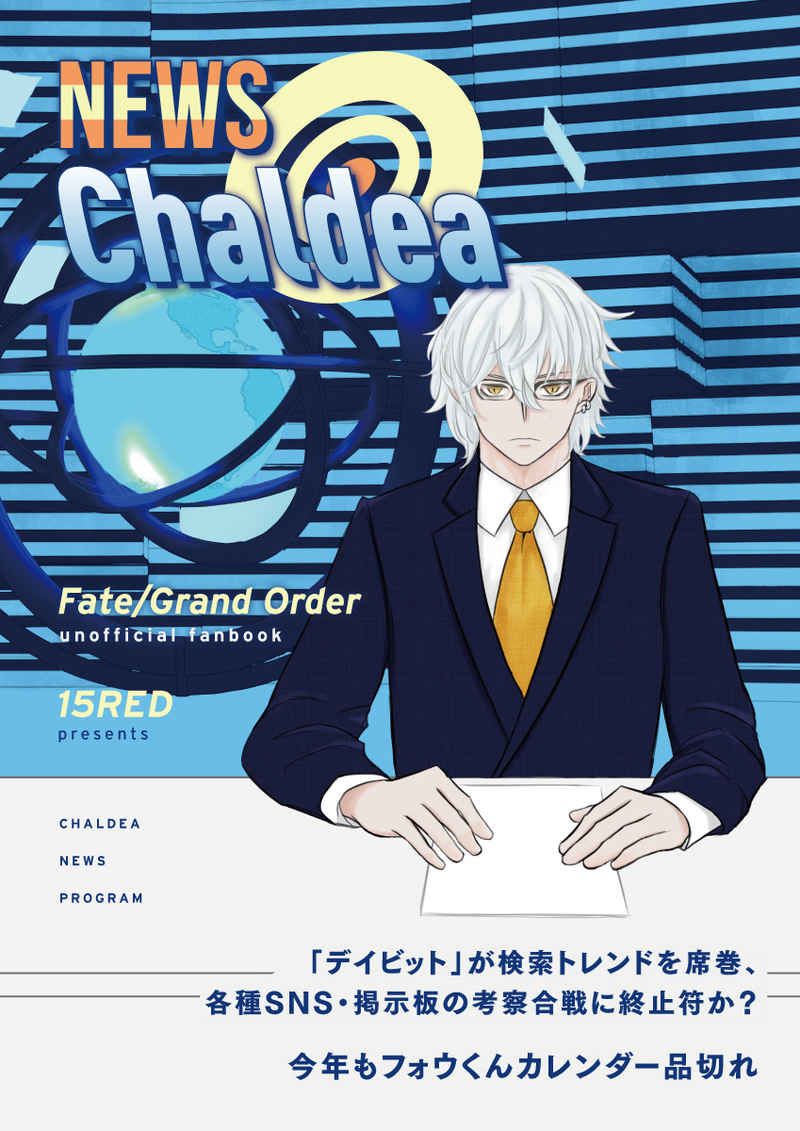 NEWS
Chaldea
Fate/Grand Order
unofficial fanbook
15RED
presents
CHALDEA
NEWS
PROGRAM
「デイビット」が検索トレンドを席巻、
各種SNS・掲示板の考察合戦に終止符か？
今年もフォウくんカレンダー品切れ